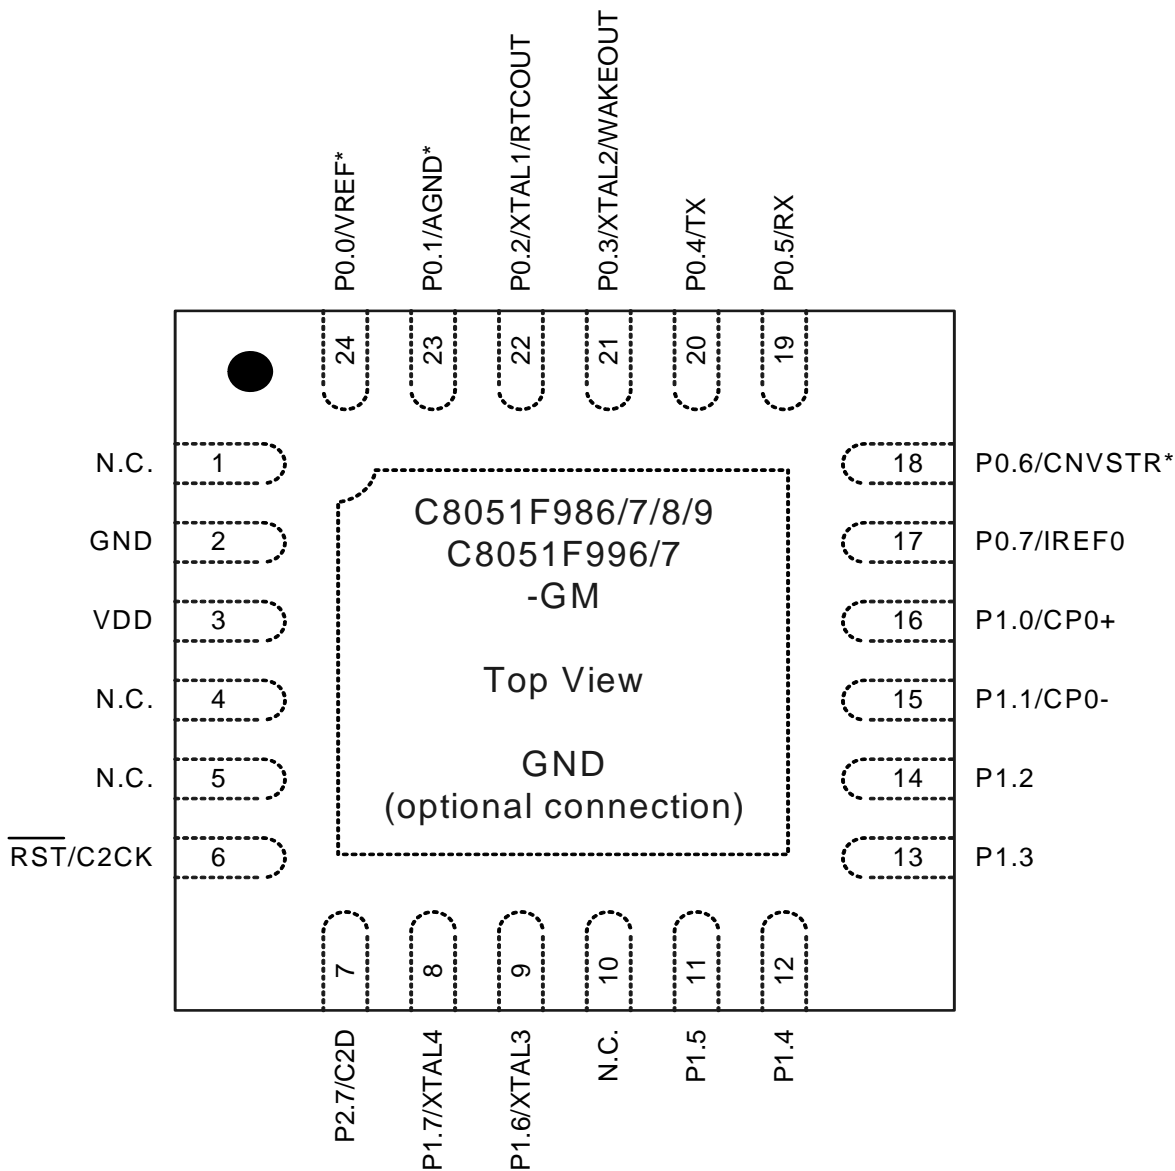 P0.0/VREF*
P0.1/AGND*
P0.2/XTAL1/RTCOUT
P0.3/XTAL2/WAKEOUT
P0.4/TX
P0.5/RX
24
23
22
21
20
19
N.C.
1
GND
2
VDD
3
N.C.
4
N.C.
5
RST/C2CK
6
C8051F986/7/8/9
C8051F996/7
-GM
Top View
GND
(optional connection)
18
P0.6/CNVSTR*
17
P0.7/IREF0
16
P1.0/CP0+
15
P1.1/CP0-
14
P1.2
13
P1.3
7
8
9
10
11
12
P2.7/C2D
P1.7/XTAL4
P1.6/XTAL3
N.C.
P1.5
P1.4